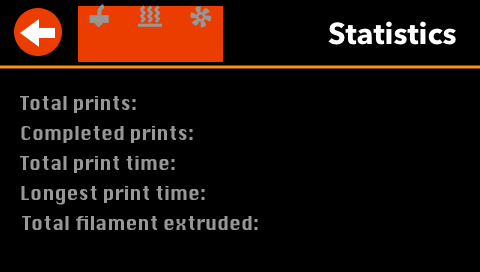 Statistics
Total prints:
Completed prints:
Total print time:
Longest print time:
Total filament extruded: